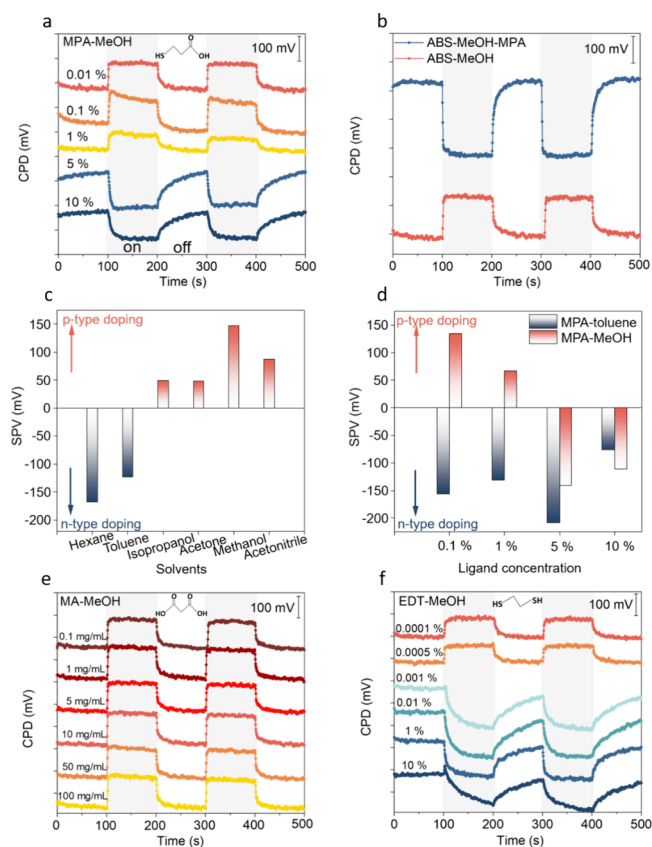 a
MPA-MeOH
HS
O
OH
100 mV
0.01 %
0.1 %
1 %
5 %
10 %
on
off
CPD (mV)
0 100 200 300 400 500
Time (s)
b
ABS-MeOH-MPA
ABS-MeOH
100 mV
CPD (mV)
0 100 200 300 400 500
Time (s)
c
p-type doping
150
100
50
0
-50
-100
-150
-200
SPV (mV)
n-type doping
Hexane
Toluene
Isopropanol
Acetone
Methanol
Acetonitrile
Solvents
d
p-type doping
MPA-toluene
MPA-MeOH
150
100
50
0
-50
-100
-150
-200
SPV (mV)
n-type doping
0.1 % 1 % 5 % 10 %
Ligand concentration
e
MA-MeOH
O O
HO OH
100 mV
0.1 mg/mL
1 mg/mL
5 mg/mL
10 mg/mL
50 mg/mL
100 mg/mL
CPD (mV)
0 100 200 300 400 500
Time (s)
f
EDT-MeOH
HS
SH
100 mV
0.0001 %
0.0005 %
0.001 %
0.01 %
1 %
10 %
CPD (mV)
0 100 200 300 400 500
Time (s)